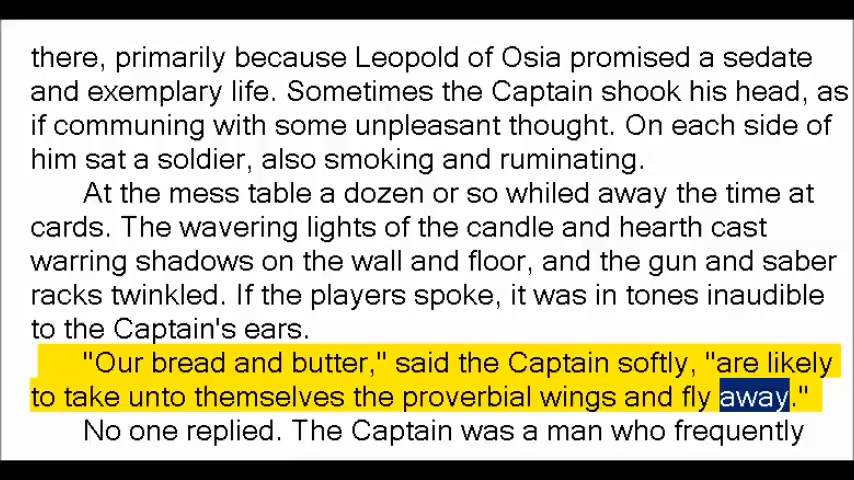 there, primarily because Leopold of Osia promised a sedate
and exemplary life. Sometimes the Captain shook his head, as
if communing with some unpleasant thought. On each side of
him sat a soldier, also smoking and ruminating.
At the mess table a dozen or so whiled away the time at
cards. The wavering lights of the candle and hearth cast
warring shadows on the wall and floor, and the gun and saber
racks twinkled. If the players spoke, it was in tones inaudible
to the Captain's ears.
"Our bread and butter," said the Captain softly, "are likely
to take unto themselves the proverbial wings and fly away."
No one replied. The Captain was a man who frequently